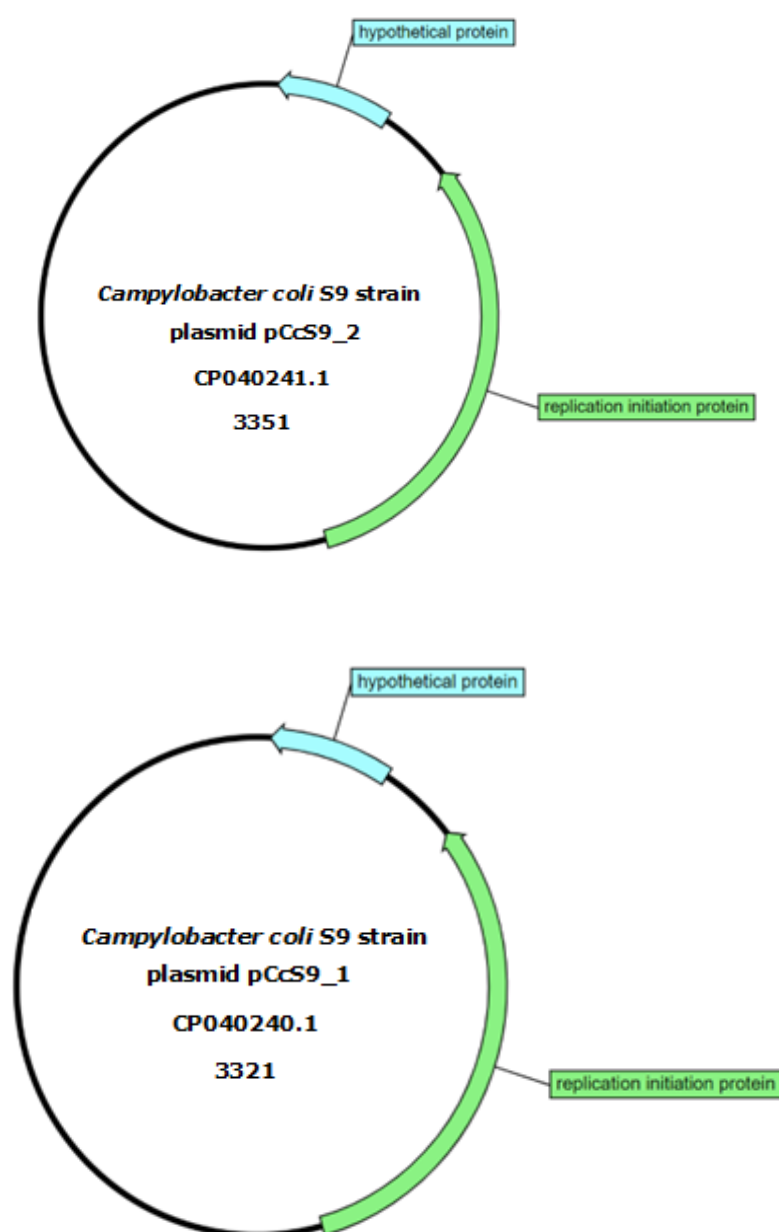 hypothetical protein
Campylobacter coli S9 strain
plasmid pCcS9_2
CP040241.1
3351
replication initiation protein
hypothetical protein
Campylobacter coli S9 strain
plasmid pCcS9_1
CP040240.1
3321
replication initiation protein